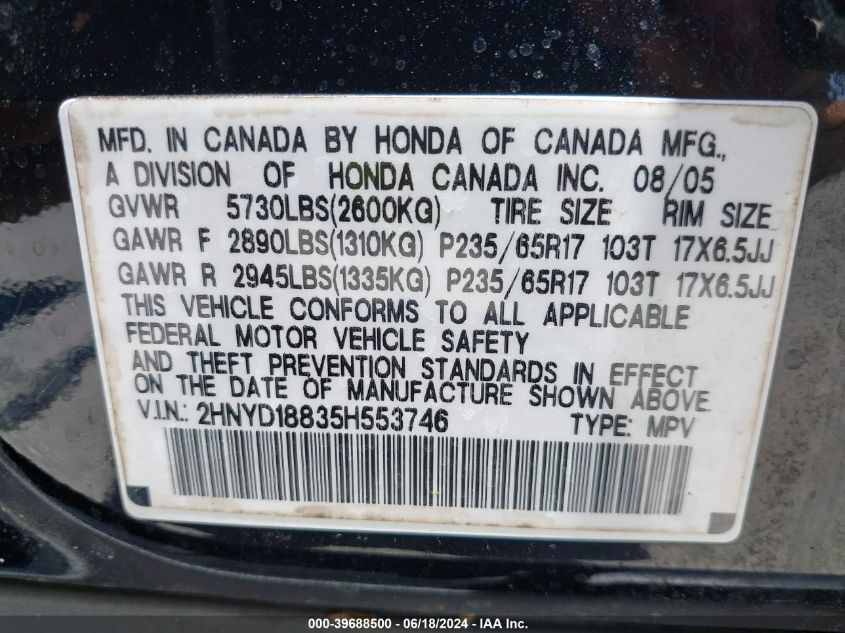 MFD. IN CANADA BY HONDA OF CANADA MFG.,
A DIVISION OF HONDA CANADA INC. 08/05
GVWR 5730LBS(2600KG) TIRE SIZE RIM SIZE
GAWR F 2890LBS(1310KG) P235/65R17 103T 17X6.5JJ
GAWR R 2945LBS(1335KG) P235/65R17 103T 17X6.5JJ
THIS VEHICLE CONFORMS TO ALL APPLICABLE
FEDERAL MOTOR VEHICLE SAFETY
AND THEFT PREVENTION STANDARDS IN EFFECT
ON THE DATE OF MANUFACTURE SHOWN ABOVE.
V.I.N.: 2HNYD18835H553746 TYPE: MPV
000-39688500 - 06/18/2024 - IAA Inc.